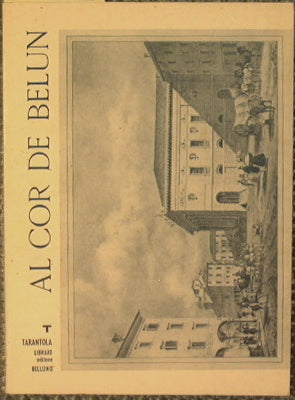 AL COR DE BELUN
T
TARANTOLA
LIBRAIO
editore
BELLUNO